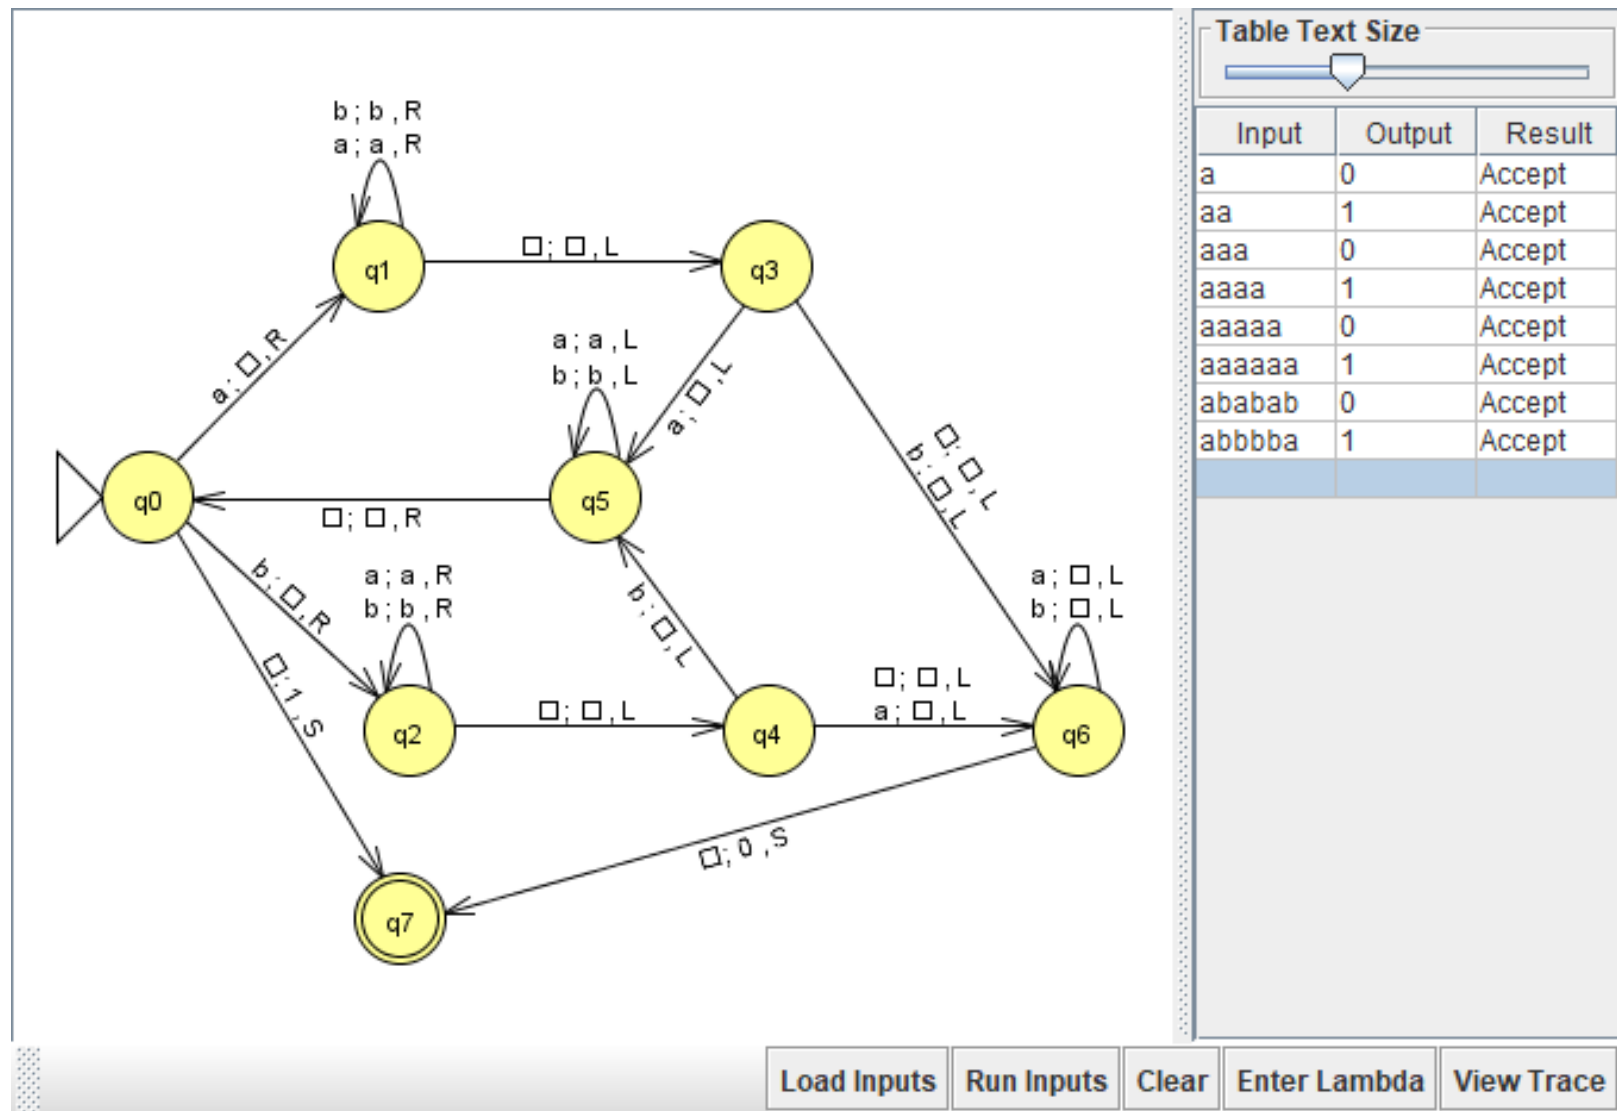 b ; b , R
a ; a , R
q1
□ ; □ , L
q3
a ; □ , R
a ; a , L
b ; b , L
a ; □ , L
□ ; □ , L
b ; □ , L
q0
q5
□ ; □ , R
b ; □ , R
a ; a , R
b ; b , R
b ; □ , L
a ; □ , L
b ; □ , L
□ ; 1 , S
q2
□ ; □ , L
q4
□ ; □ , L
a ; □ , L
q6
□ ; 0 , S
q7
Table Text Size
Input Output Result
a 0 Accept
aa 1 Accept
aaa 0 Accept
aaaa 1 Accept
aaaaa 0 Accept
aaaaaa 1 Accept
ababab 0 Accept
abbbba 1 Accept
Load Inputs Run Inputs Clear Enter Lambda View Trace